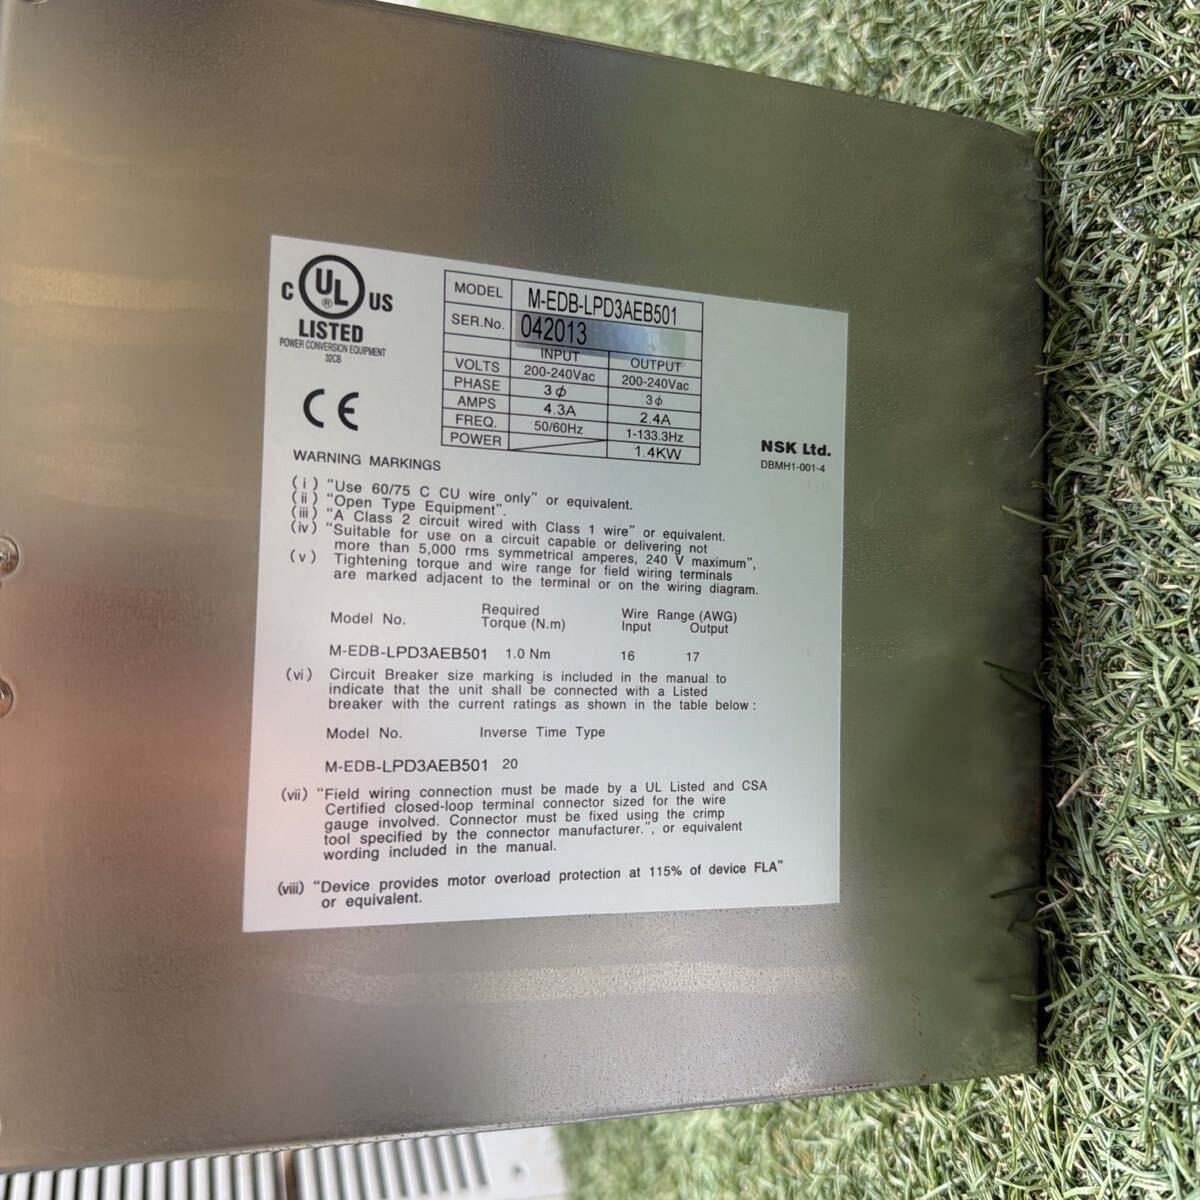 C UL US
®
LISTED
POWER CONVERSION EQUIPMENT
32CB
CE
MODEL M-EDB-LPD3AEB501
SER.No. 042013
INPUT OUTPUT
VOLTS 200-240Vac 200-240Vac
PHASE 3ϕ 3ϕ
AMPS 4.3A 2.4A
FREQ. 50/60Hz 1-133.3Hz
POWER 1.4KW
NSK Ltd.
DBMH1-001-4
WARNING MARKINGS
(i) "Use 60/75 C CU wire only" or equivalent.
(ii) "Open Type Equipment".
(iii) "A Class 2 circuit wired with Class 1 wire" or equivalent.
(iv) "Suitable for use on a circuit capable or delivering not
more than 5,000 rms symmetrical amperes, 240 V maximum",
(v) Tightening torque and wire range for field wiring terminals
are marked adjacent to the terminal or on the wiring diagram.
Model No. Required Torque (N.m) Wire Range (AWG)
Input Output
M-EDB-LPD3AEB501 1.0 Nm 16 17
(vi) Circuit Breaker size marking is included in the manual to
indicate that the unit shall be connected with a Listed
breaker with the current ratings as shown in the table below :
Model No. Inverse Time Type
M-EDB-LPD3AEB501 20
(vii) "Field wiring connection must be made by a UL Listed and CSA
Certified closed-loop terminal connector sized for the wire
gauge involved. Connector must be fixed using the crimp
tool specified by the connector manufacturer.", or equivalent
wording included in the manual.
(viii) "Device provides motor overload protection at 115% of device FLA"
or equivalent.